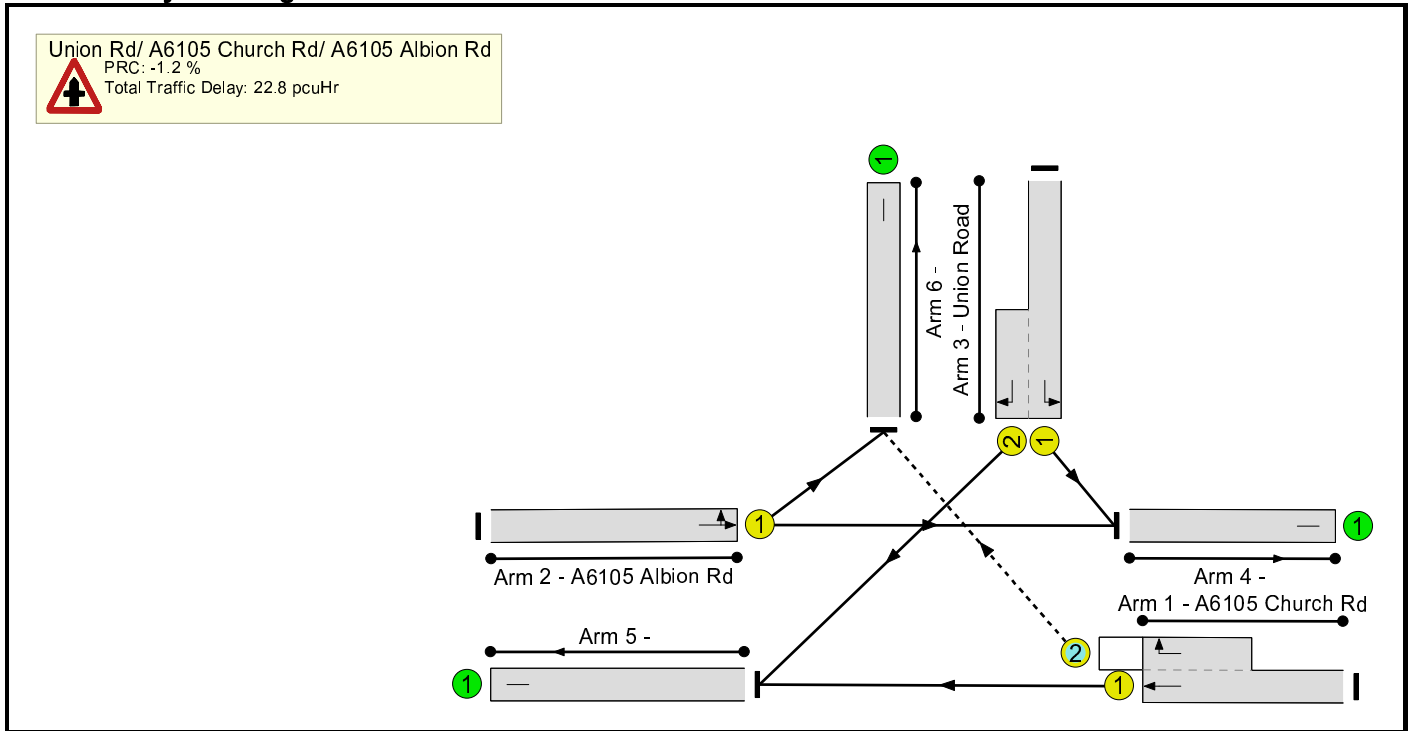 Union Rd/ A6105 Church Rd/ A6105 Albion Rd
PRC: -1.2 %
Total Traffic Delay: 22.8 pcuHr
1
Arm 6 -
Arm 3 - Union Road
2
1
1
Arm 2 - A6105 Albion Rd
1
Arm 4 -
Arm 1 - A6105 Church Rd
Arm 5 -
2
1
1